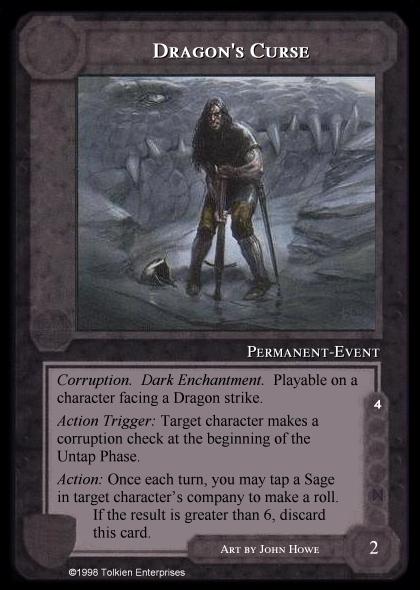 DRAGON'S CURSE
PERMANENT-EVENT
Corruption. Dark Enchantment. Playable on a
character facing a Dragon strike.
4
Action Trigger: Target character makes a
corruption check at the beginning of the
Untap Phase.
Action: Once each turn, you may tap a Sage
in target character's company to make a roll.
If the result is greater than 6, discard
this card.
ART BY JOHN HOWE
2
©1998 Tolkien Enterprises